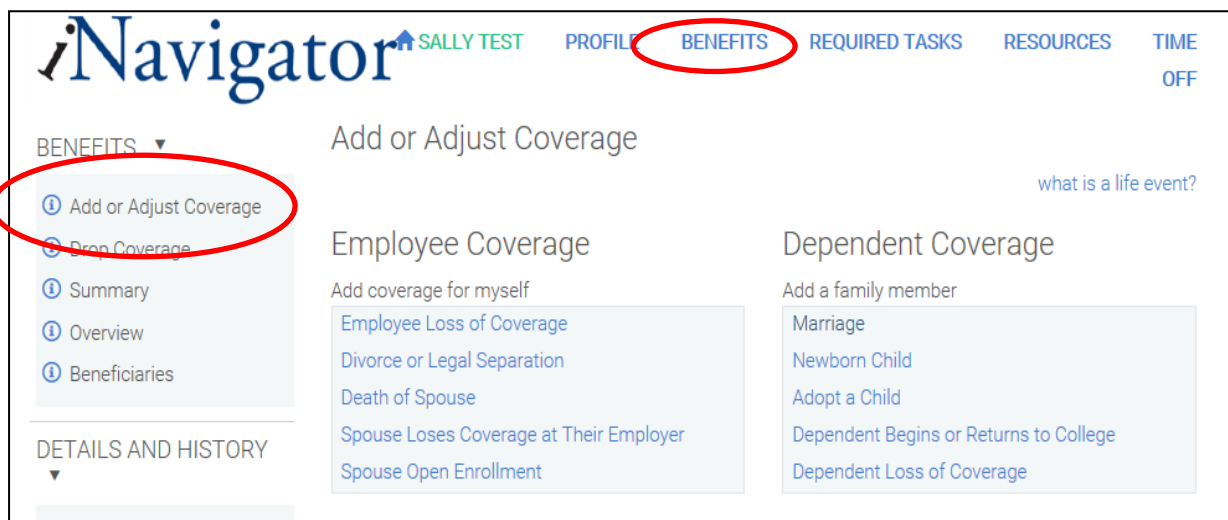 iNavigator SALLY TEST PROFILE BENEFITS REQUIRED TASKS RESOURCES TIME OFF
BENEFITS
Add or Adjust Coverage
Drop Coverage
Summary
Overview
Beneficiaries
DETAILS AND HISTORY
Add or Adjust Coverage
what is a life event?
Employee Coverage
Add coverage for myself
Employee Loss of Coverage
Divorce or Legal Separation
Death of Spouse
Spouse Loses Coverage at Their Employer
Spouse Open Enrollment
Dependent Coverage
Add a family member
Marriage
Newborn Child
Adopt a Child
Dependent Begins or Returns to College
Dependent Loss of Coverage